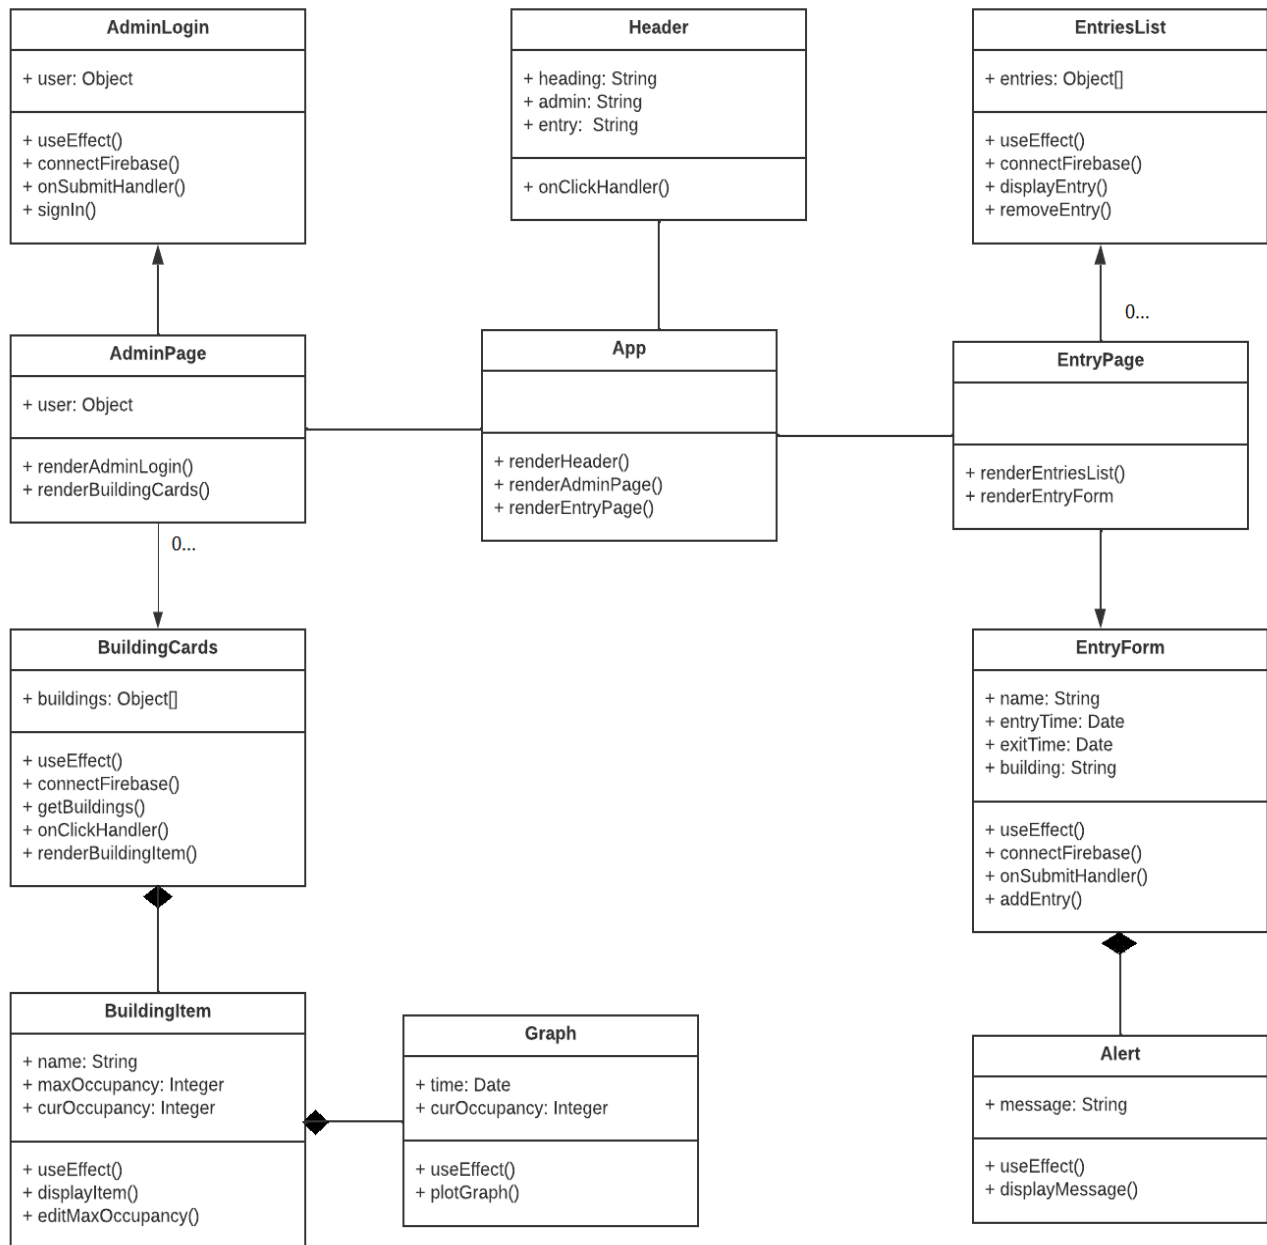 AdminLogin
+ user: Object
+ useEffect()
+ connectFirebase()
+ onSubmitHandler()
+ signIn()
Header
+ heading: String
+ admin: String
+ entry:  String
+ onClickHandler()
EntriesList
+ entries: Object[]
+ useEffect()
+ connectFirebase()
+ displayEntry()
+ removeEntry()
0...
AdminPage
+ user: Object
+ renderAdminLogin()
+ renderBuildingCards()
App
+ renderHeader()
+ renderAdminPage()
+ renderEntryPage()
EntryPage
+ renderEntriesList()
+ renderEntryForm
0...
BuildingCards
+ buildings: Object[]
+ useEffect()
+ connectFirebase()
+ getBuildings()
+ onClickHandler()
+ renderBuildingItem()
EntryForm
+ name: String
+ entryTime: Date
+ exitTime: Date
+ building: String
+ useEffect()
+ connectFirebase()
+ onSubmitHandler()
+ addEntry()
BuildingItem
+ name: String
+ maxOccupancy: Integer
+ curOccupancy: Integer
+ useEffect()
+ displayItem()
+ editMaxOccupancy()
Graph
+ time: Date
+ curOccupancy: Integer
+ useEffect()
+ plotGraph()
Alert
+ message: String
+ useEffect()
+ displayMessage()